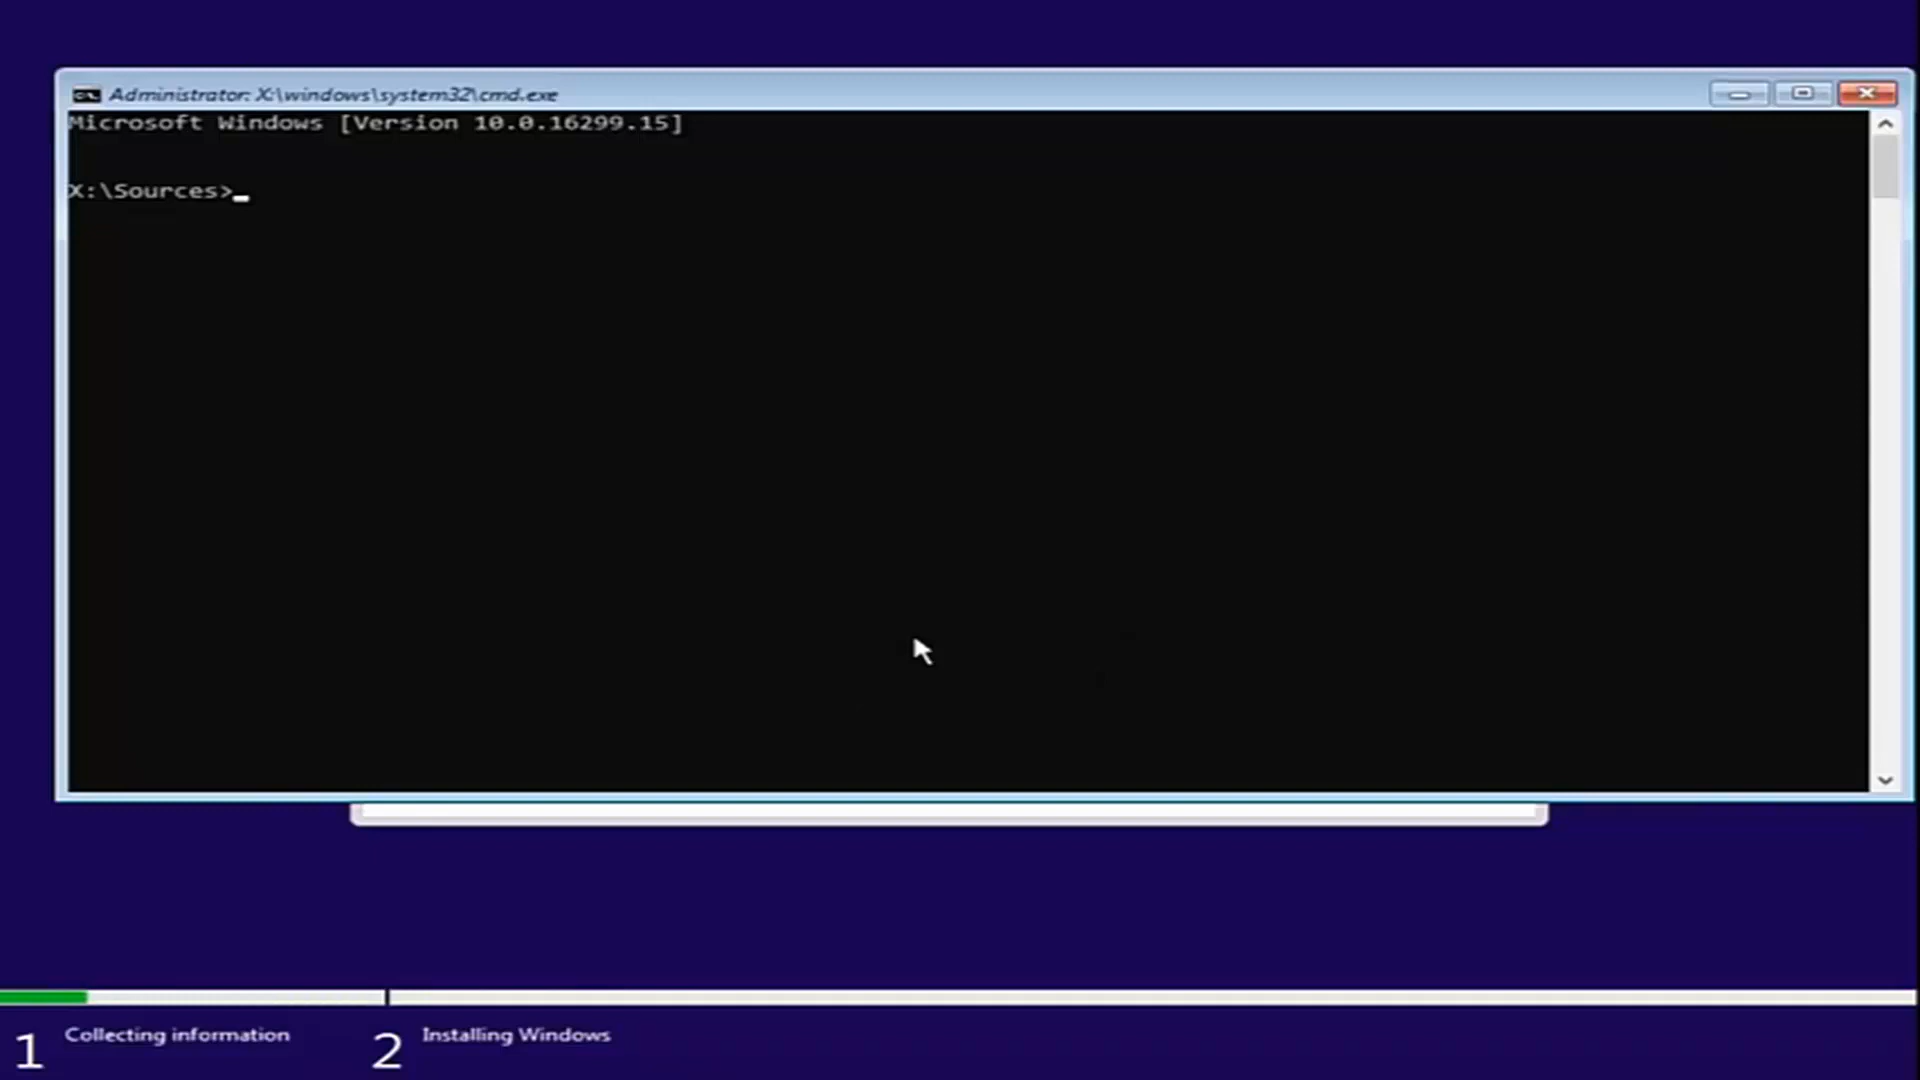 Administrator: X:\windows\system32\cmd.exe
Microsoft Windows [Version 10.0.16299.15]
X:\Sources>
1 Collecting information
2 Installing Windows